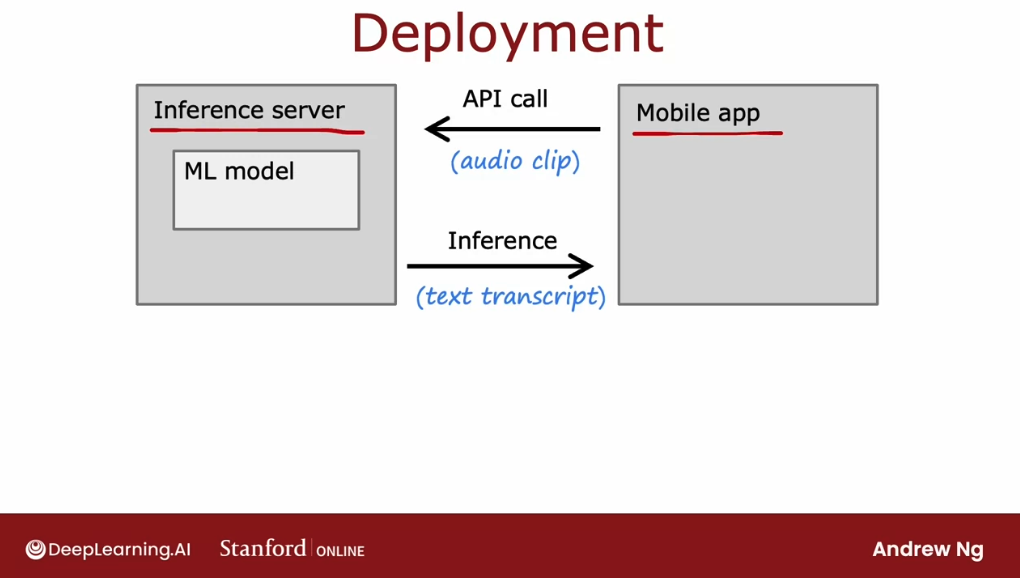 Deployment
Inference server
ML model
API call
(audio clip)
Inference
(text transcript)
Mobile app
DeepLearning.AI
Stanford ONLINE
Andrew Ng